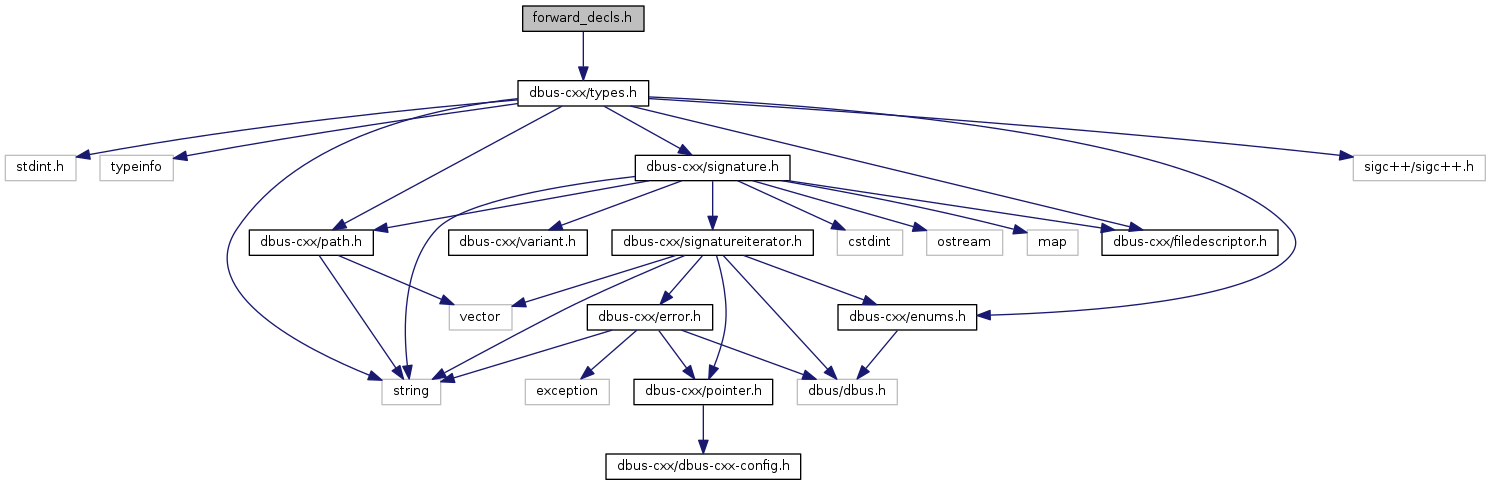 forward_decls.h
dbus-cxx/types.h
stdint.h
typeinfo
dbus-cxx/signature.h
sigc++/sigc++.h
dbus-cxx/path.h
dbus-cxx/variant.h
dbus-cxx/signatureiterator.h
cstdint
ostream
map
dbus-cxx/filedescriptor.h
vector
dbus-cxx/error.h
dbus-cxx/enums.h
string
exception
dbus-cxx/pointer.h
dbus/dbus.h
dbus-cxx/dbus-cxx-config.h